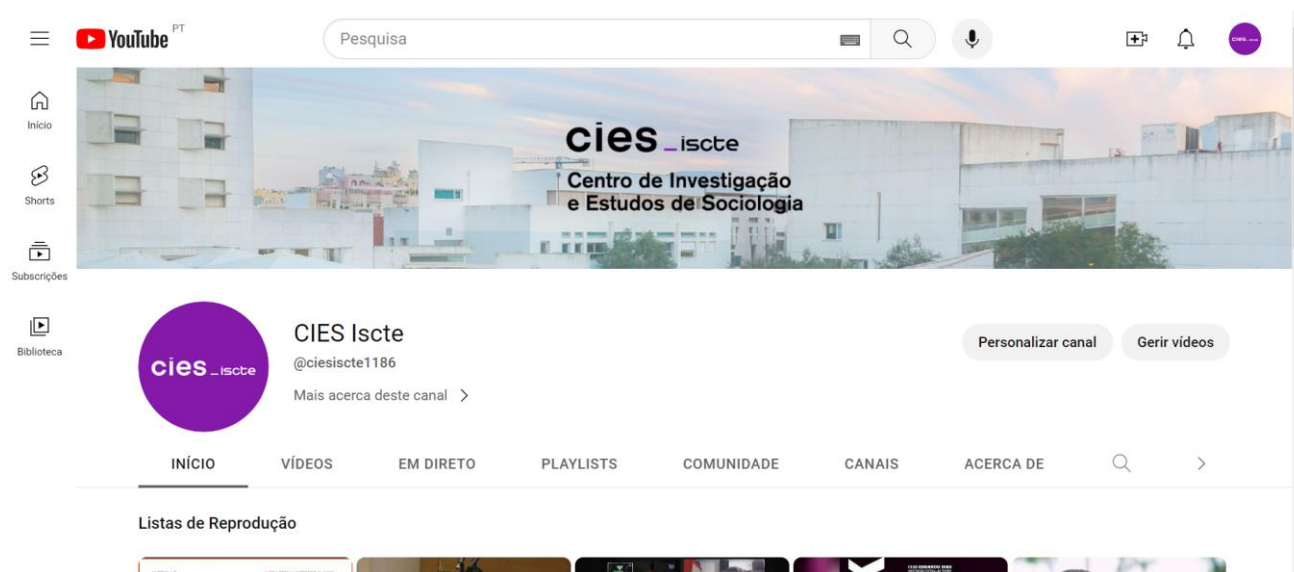 YouTube PT
Pesquisa
cies_iscte
Início
cies_iscte
Centro de Investigação
e Estudos de Sociologia
Shorts
Subscrições
Biblioteca
cies_iscte
CIES Iscte
@ciesiscte1186
Mais acerca deste canal
Personalizar canal
Gerir vídeos
INÍCIO
VÍDEOS
EM DIRETO
PLAYLISTS
COMUNIDADE
CANAIS
ACERCA DE
Listas de Reprodução